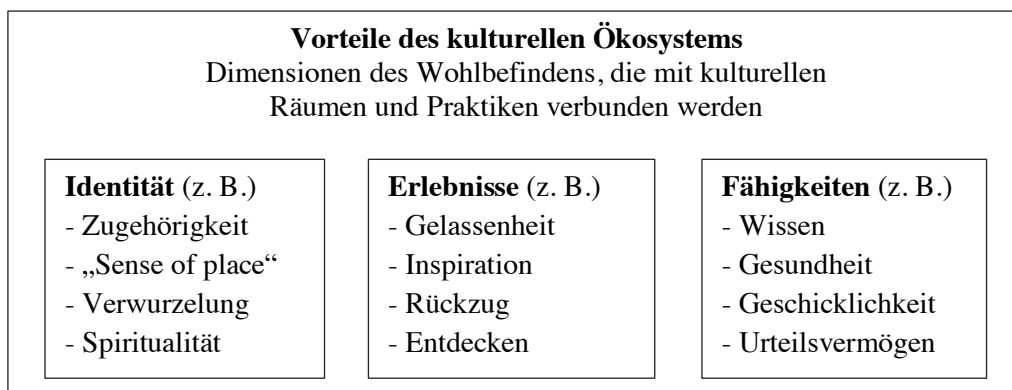 Vorteile des kulturellen Ökosystems
Dimensionen des Wohlbefindens, die mit kulturellen
Räumen und Praktiken verbunden werden
Identität (z. B.)
- Zugehörigkeit
- „Sense of place“
- Verwurzelung
- Spiritualität
Erlebnisse (z. B.)
- Gelassenheit
- Inspiration
- Rückzug
- Entdecken
Fähigkeiten (z. B.)
- Wissen
- Gesundheit
- Geschicklichkeit
- Urteilsvermögen